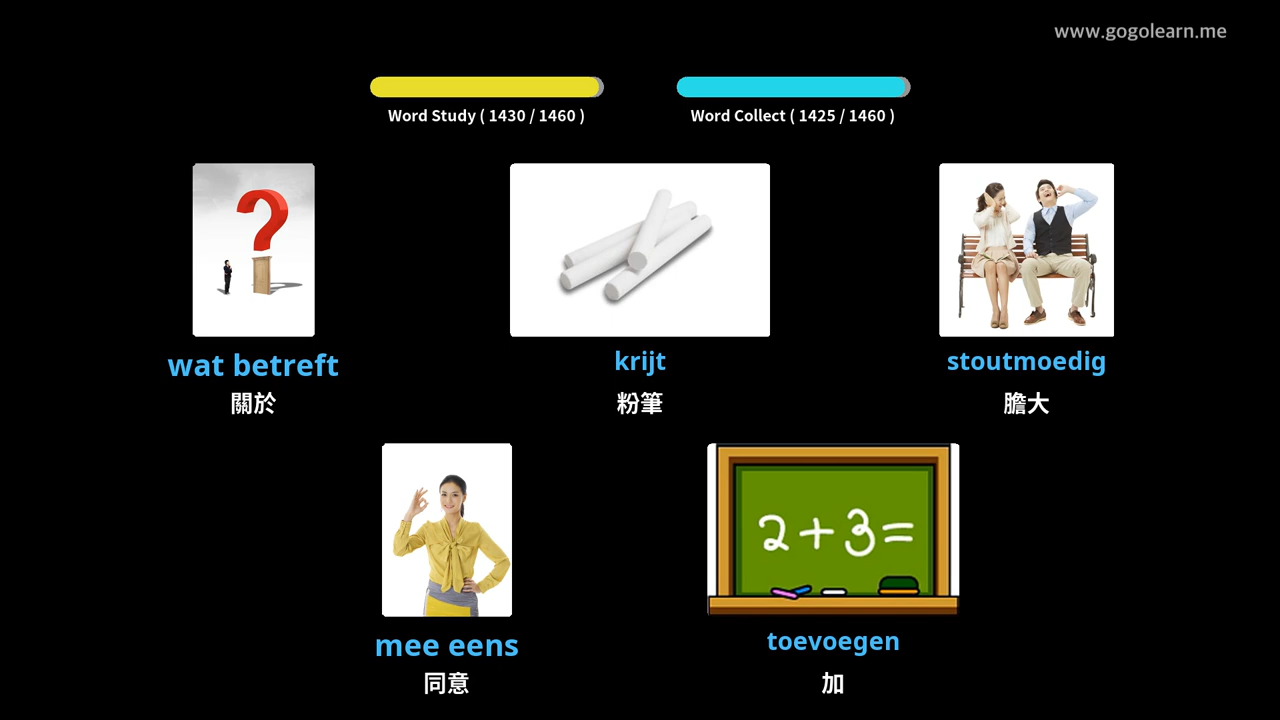 www.gogolearn.me
Word Study ( 1430 / 1460 )
Word Collect ( 1425 / 1460 )
?
wat betreft
關於
krijt
粉筆
stoutmoedig
膽大
mee eens
同意
2+3=
toevoegen
加